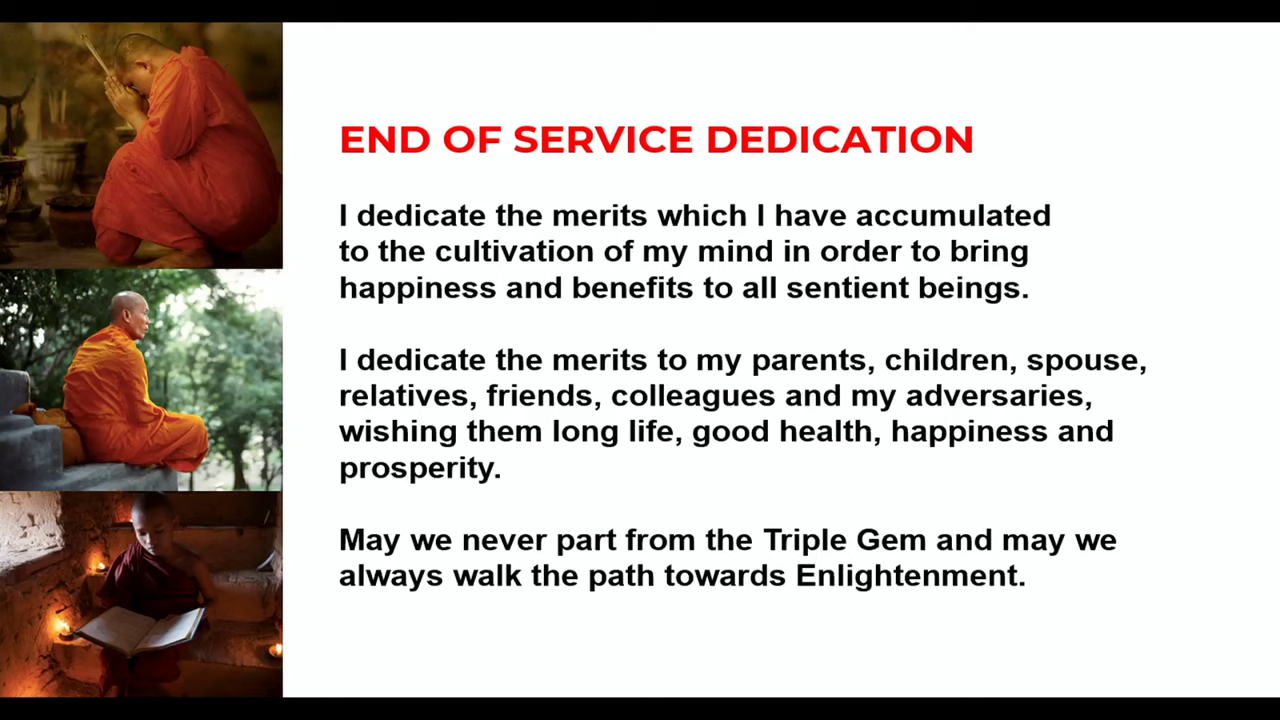 END OF SERVICE DEDICATION
I dedicate the merits which I have accumulated
to the cultivation of my mind in order to bring
happiness and benefits to all sentient beings.
I dedicate the merits to my parents, children, spouse,
relatives, friends, colleagues and my adversaries,
wishing them long life, good health, happiness and
prosperity.
May we never part from the Triple Gem and may we
always walk the path towards Enlightenment.